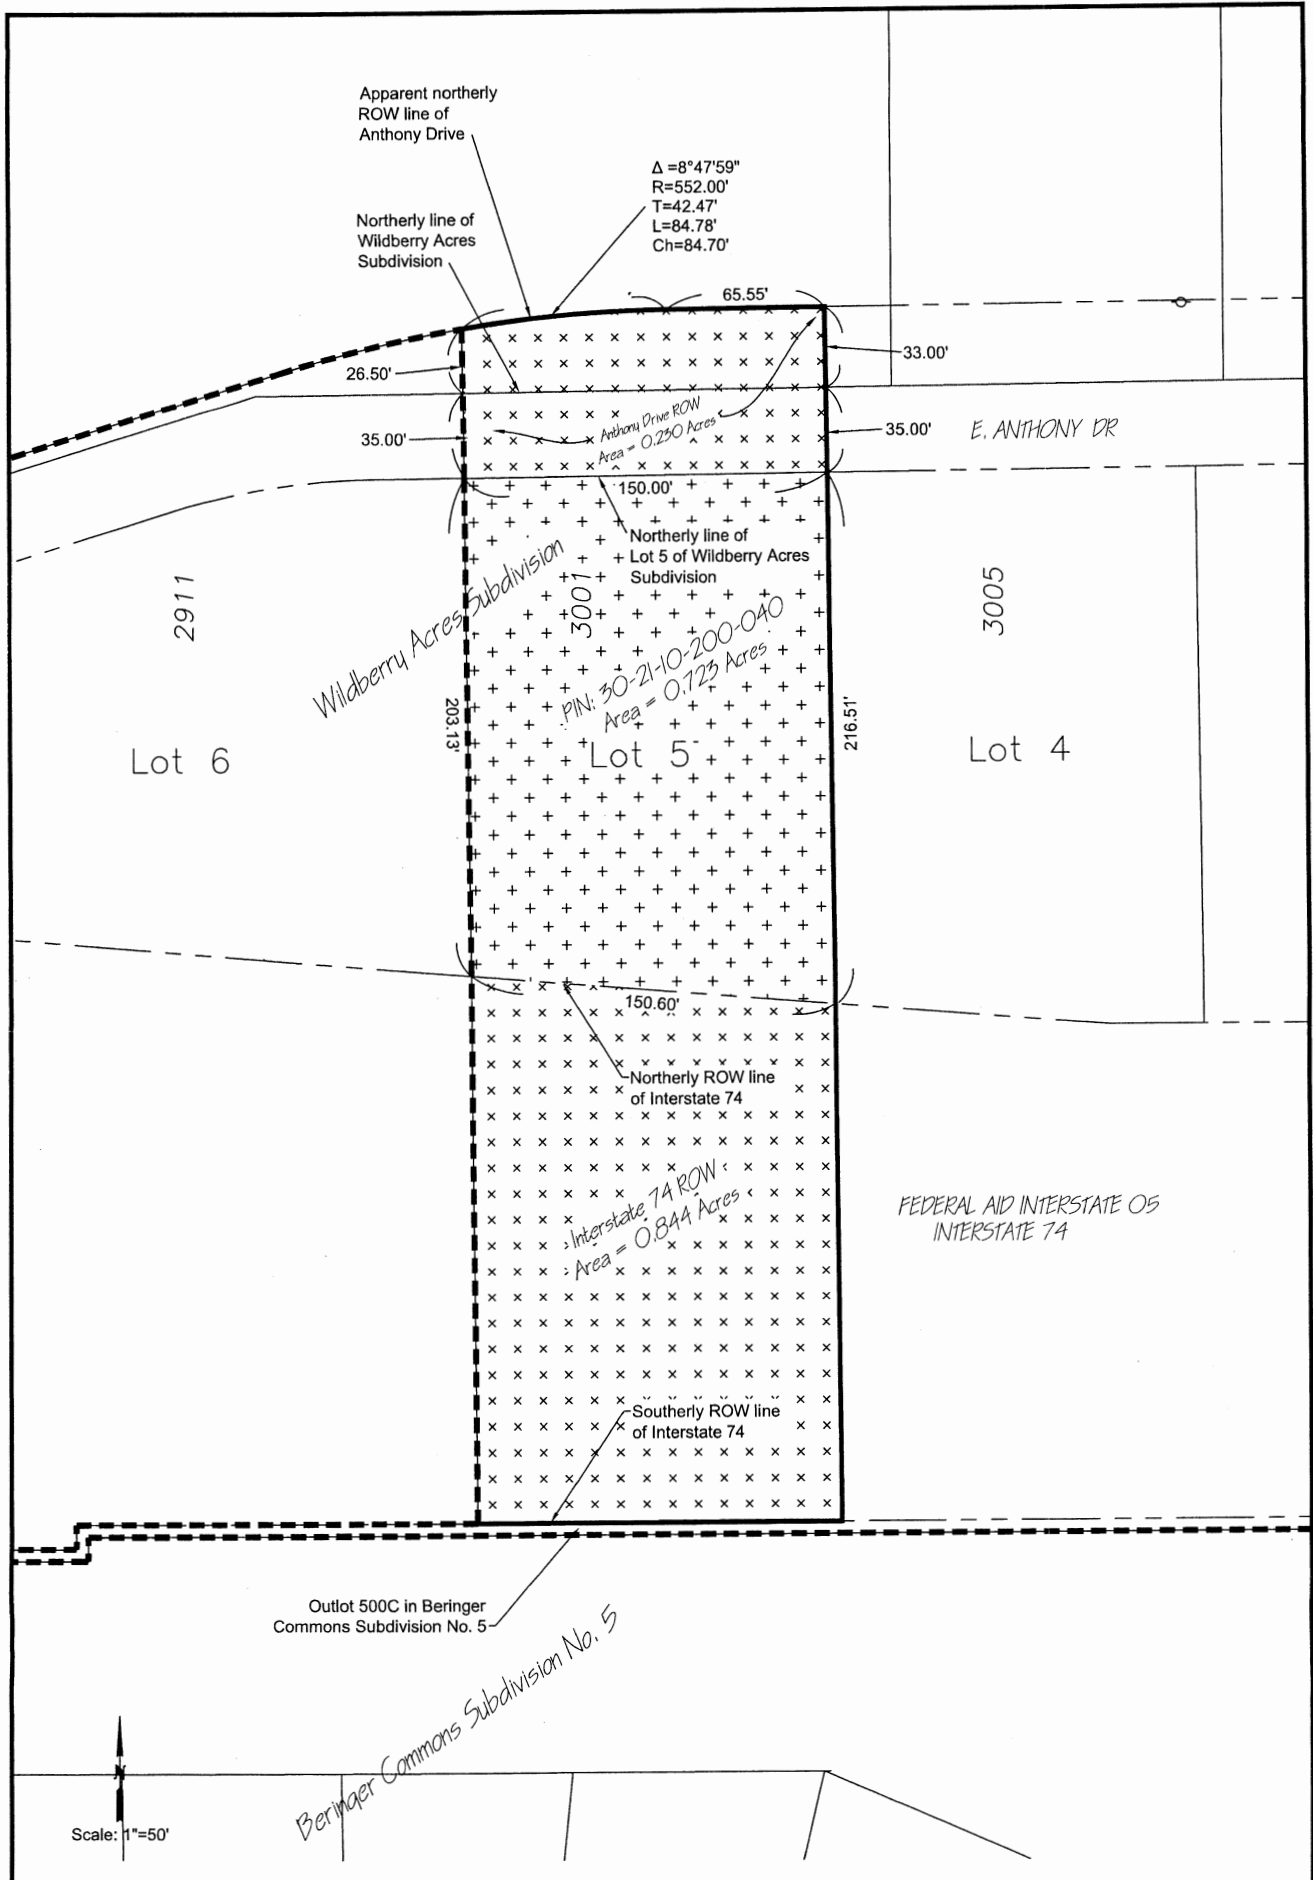 Apparent northerly
ROW line of
Anthony Drive
Δ =8°47'59"
R=552.00'
T=42.47'
L=84.78'
Ch=84.70'
Northerly line of
Wildberry Acres
Subdivision
65.55'
33.00'
26.50'
35.00'
Anthony Drive ROW
Area = 0.230 Acres
35.00'
E. ANTHONY DR
150.00'
Northerly line of
Lot 5 of Wildberry Acres
Subdivision
2911
Wildberry Acres Subdivision
3001
3005
PIN: 30-21-10-200-040
Area = 0.723 Acres
203.13'
216.51'
Lot 6
Lot 5
Lot 4
150.60'
Northerly ROW line
of Interstate 74
Interstate 74 ROW
Area = 0.844 Acres
FEDERAL AID INTERSTATE 05
INTERSTATE 74
Southerly ROW line
of Interstate 74
Outlot 500C in Beringer
Commons Subdivision No. 5
Beringer Commons Subdivision No. 5
N
Scale: 1"=50'